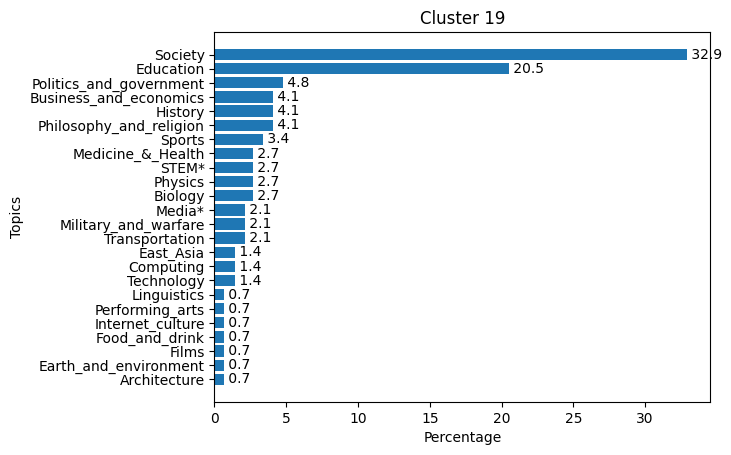 Cluster 19
Topics
Society 32.9
Education 20.5
Politics_and_government 4.8
Business_and_economics 4.1
History 4.1
Philosophy_and_religion 4.1
Sports 3.4
Medicine_&_Health 2.7
STEM* 2.7
Physics 2.7
Biology 2.7
Media* 2.1
Military_and_warfare 2.1
Transportation 2.1
East_Asia 1.4
Computing 1.4
Technology 1.4
Linguistics 0.7
Performing_arts 0.7
Internet_culture 0.7
Food_and_drink 0.7
Films 0.7
Earth_and_environment 0.7
Architecture 0.7
0 5 10 15 20 25 30
Percentage